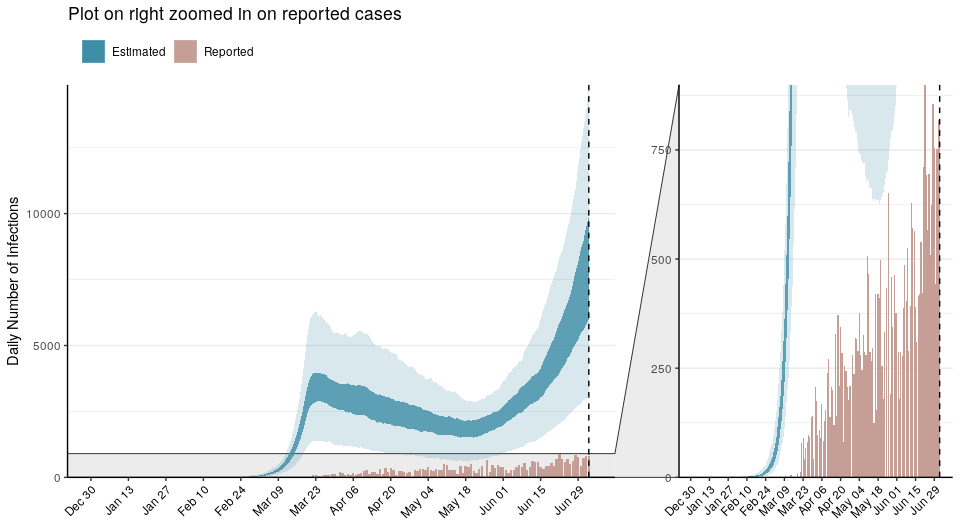 Plot on right zoomed in on reported cases
Estimated Reported
Daily Number of Infections
10000
5000
0
Dec 30 Jan 13 Jan 27 Feb 10 Feb 24 Mar 09 Mar 23 Apr 06 Apr 20 May 04 May 18 Jun 01 Jun 15 Jun 29
750
500
250
0
Dec 30 Jan 13 Jan 27 Feb 10 Feb 24 Mar 09 Mar 23 Apr 06 Apr 20 May 04 May 18 Jun 01 Jun 15 Jun 29